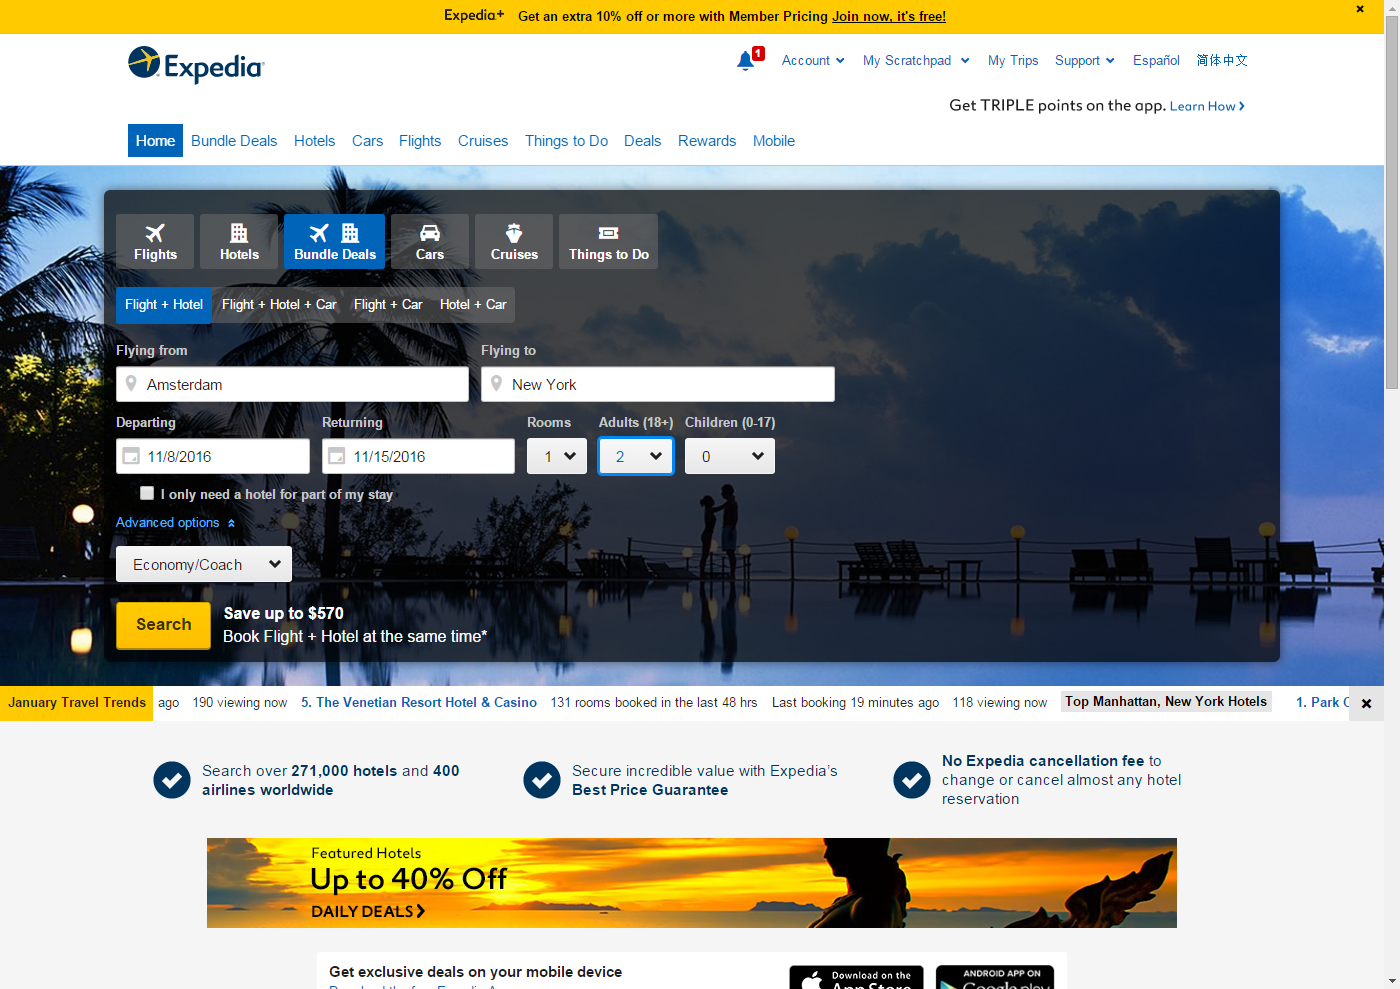 Expedia+ Get an extra 10% off or more with Member Pricing Join now, it's free!
Expedia
1
Account My Scratchpad My Trips Support Español 简体中文
Get TRIPLE points on the app. Learn How
Home Bundle Deals Hotels Cars Flights Cruises Things to Do Deals Rewards Mobile
Flights Hotels Bundle Deals Cars Cruises Things to Do
Flight + Hotel Flight + Hotel + Car Flight + Car Hotel + Car
Flying from Flying to
Amsterdam New York
Departing Returning Rooms Adults (18+) Children (0-17)
11/8/2016 11/15/2016 1 2 0
I only need a hotel for part of my stay
Advanced options
Economy/Coach
Search
Save up to $570
Book Flight + Hotel at the same time*
January Travel Trends ago 190 viewing now 5. The Venetian Resort Hotel & Casino 131 rooms booked in the last 48 hrs Last booking 19 minutes ago 118 viewing now Top Manhattan, New York Hotels 1. Park
Search over 271,000 hotels and 400
airlines worldwide
Secure incredible value with Expedia's
Best Price Guarantee
No Expedia cancellation fee to
change or cancel almost any hotel
reservation
Featured Hotels
Up to 40% Off
DAILY DEALS
Get exclusive deals on your mobile device
Download on the
App Store
ANDROID APP ON
Google play